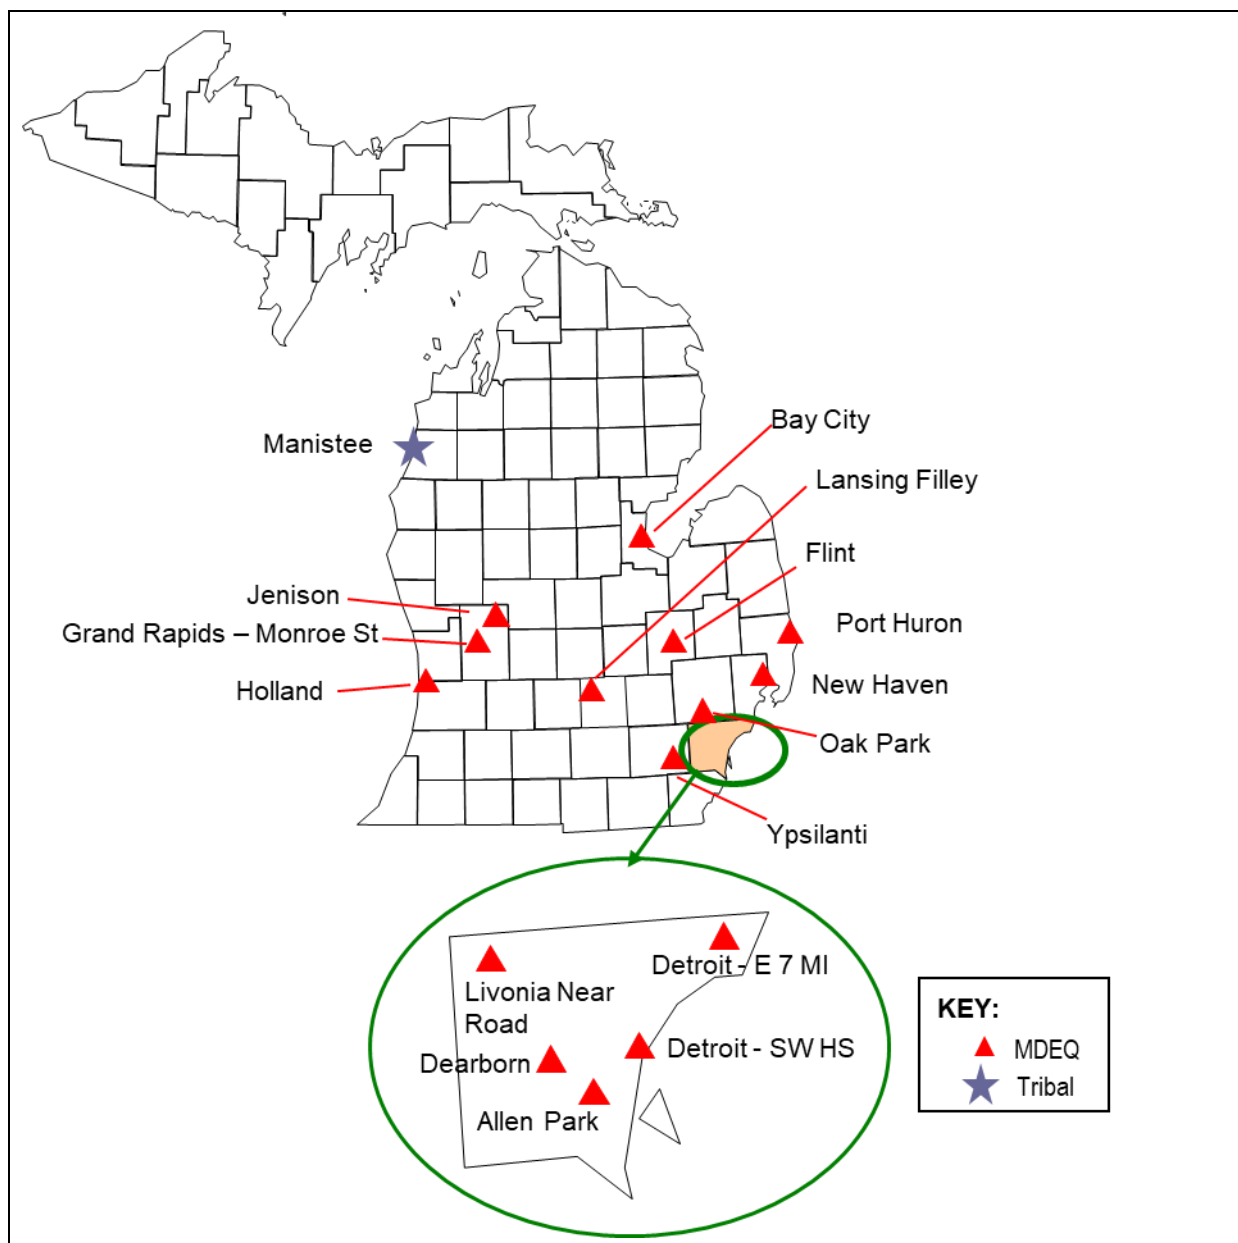 Bay City
Manistee
Lansing Filley
Flint
Jenison
Grand Rapids – Monroe St
Port Huron
Holland
New Haven
Oak Park
Ypsilanti
Detroit - E 7 MI
Livonia Near
Road
Detroit - SW HS
Dearborn
Allen Park
KEY:
MDEQ
Tribal